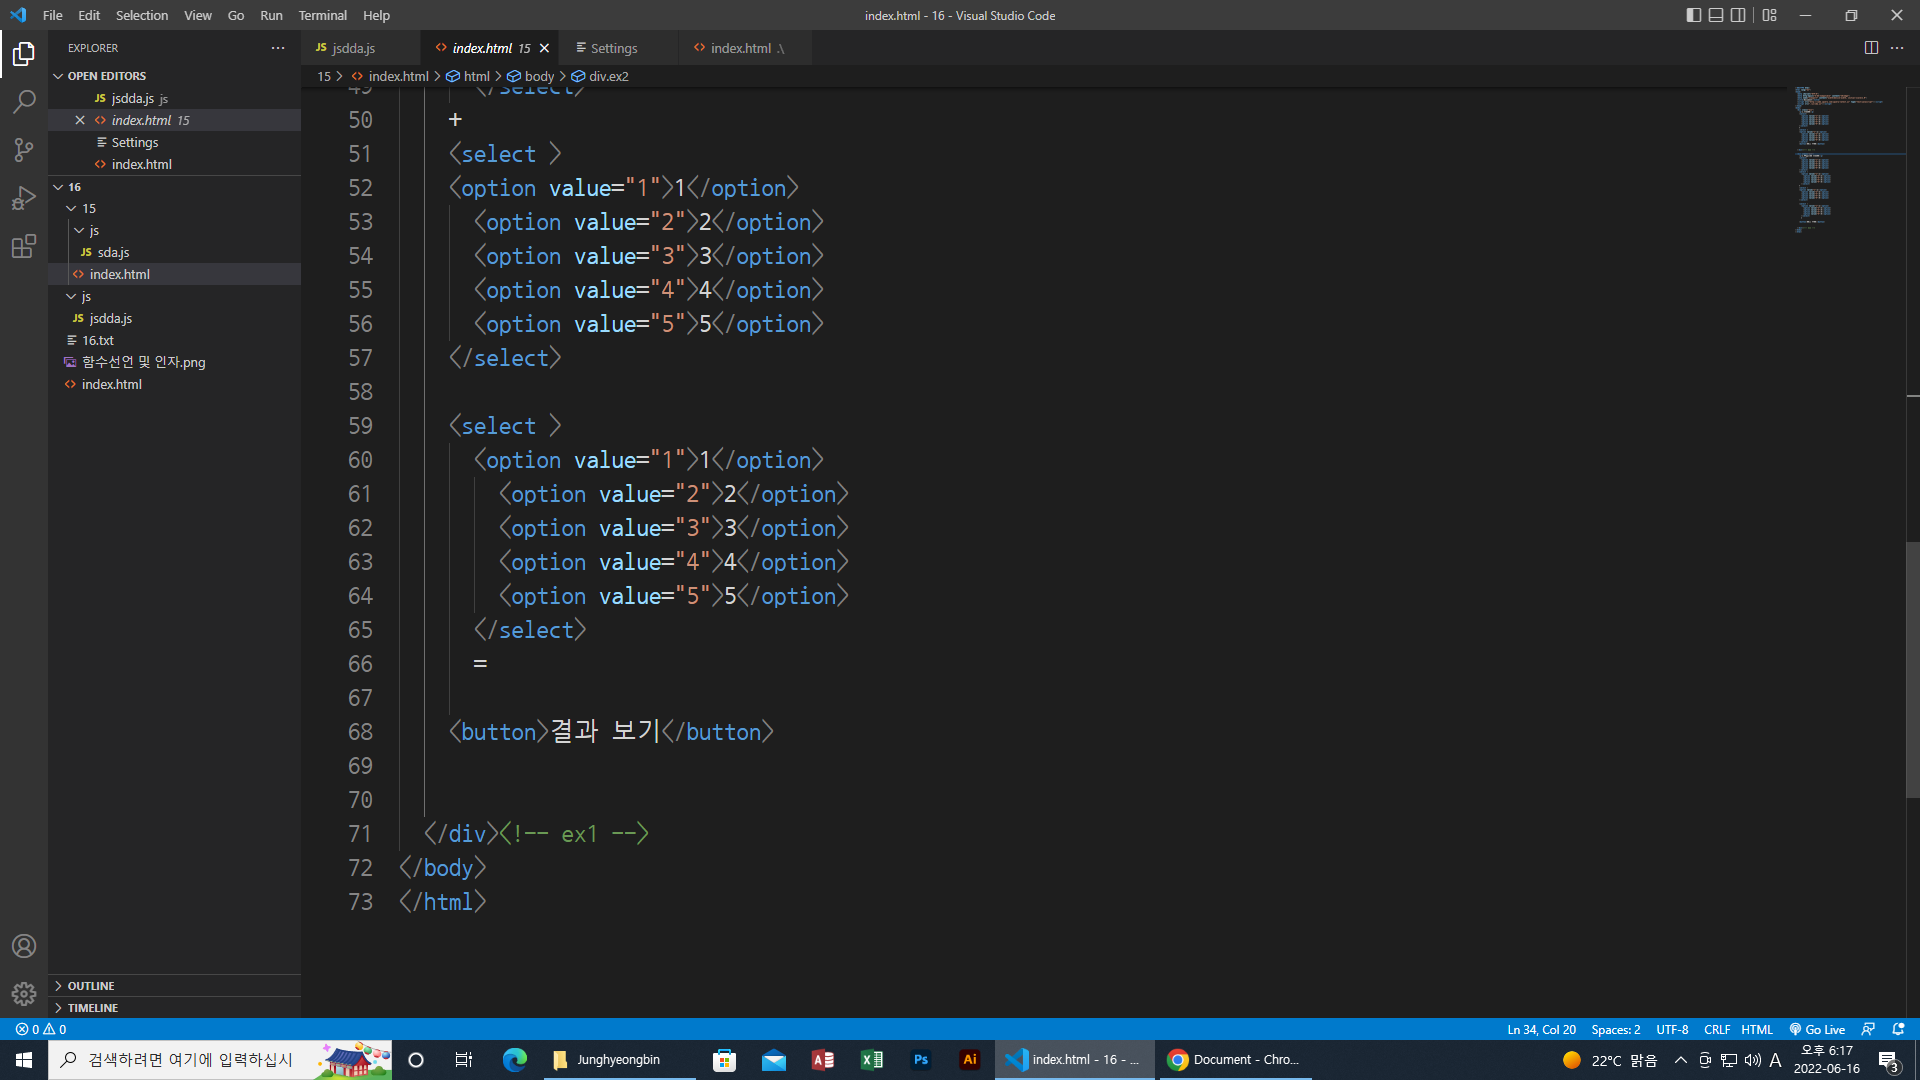 File Edit Selection View Go Run Terminal Help
index.html - 16 - Visual Studio Code
EXPLORER
OPEN EDITORS
jsdda.js js
index.html 15
Settings
index.html
16
15
js
JS sda.js
index.html
js
JS jsdda.js
16.txt
함수선언 및 인자.png
index.html
OUTLINE
TIMELINE
JS jsdda.js
index.html 15
Settings
index.html .\
15 > index.html > html > body > div.ex2
49 </select>
50 +
51 <select >
52 <option value="1">1</option>
53 <option value="2">2</option>
54 <option value="3">3</option>
55 <option value="4">4</option>
56 <option value="5">5</option>
57 </select>
58
59 <select >
60 <option value="1">1</option>
61 <option value="2">2</option>
62 <option value="3">3</option>
63 <option value="4">4</option>
64 <option value="5">5</option>
65 </select>
66 =
67
68 <button>결과 보기</button>
69
70
71 </div><!-- ex1 -->
72 </body>
73 </html>
0 0
Ln 34, Col 20 Spaces: 2 UTF-8 CRLF HTML Go Live
검색하려면 여기에 입력하십시
Junghyeongbin
Ps
Ai
index.html - 16 - ...
Document - Chro...
22°C 맑음
A
오후 6:17
2022-06-16
3